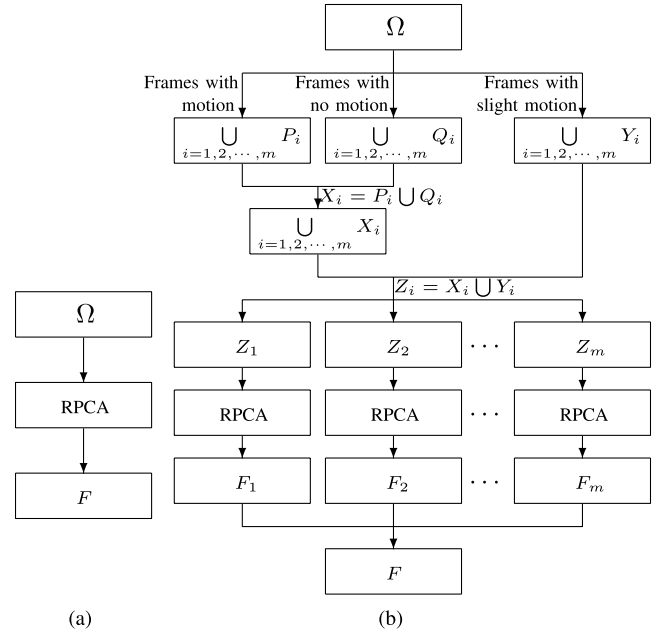 Ω
Frames with motion
Frames with no motion
Frames with slight motion
⋃ i=1,2,⋯,m P_i
⋃ i=1,2,⋯,m Q_i
⋃ i=1,2,⋯,m Y_i
X_i = P_i ⋃ Q_i
⋃ i=1,2,⋯,m X_i
Z_i = X_i ⋃ Y_i
Z_1 Z_2 ⋯ Z_m
RPCA RPCA ⋯ RPCA
F_1 F_2 ⋯ F_m
F
Ω
RPCA
F
(a) (b)